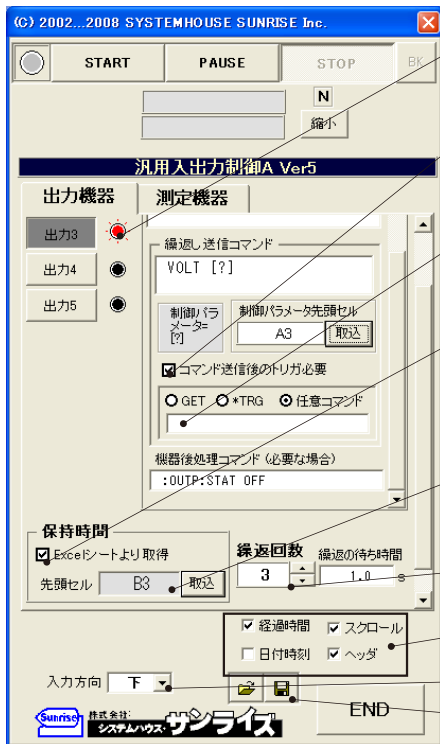 (C) 2002...2008 SYSTEMHOUSE SUNRISE Inc.
START PAUSE STOP BK
N
縮小
汎用入出力制御A Ver5
出力機器 測定機器
出力3
出力4
出力5
繰返し送信コマンド
VOLT [?]
制御パラメータ=[?]
制御パラメータ先頭セル
A3 取込
コマンド送信後のトリガ必要
GET *TRG 任意コマンド
機器後処理コマンド（必要な場合）
:OUTP:STAT OFF
保持時間
Excelシートより取得
先頭セル B3 取込
繰返回数
3
繰返の待ち時間
1.0 s
経過時間 スクロール
日付時刻 ヘッダ
入力方向 下
END
Sunrise 株式会社
システムハウス・サンライズ